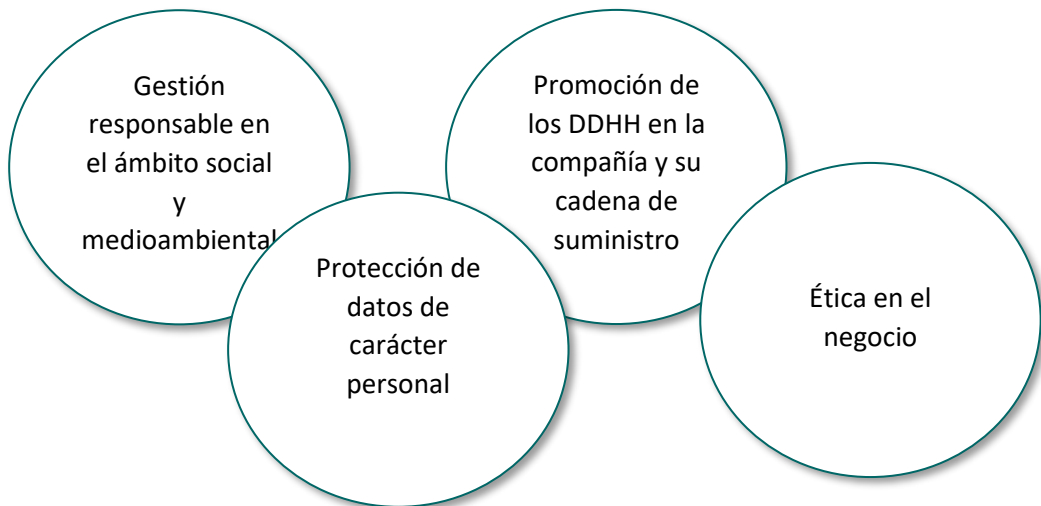 Gestión
responsable en
el ámbito social
y
medioambiental
Protección de
datos de
carácter
personal
Promoción de
los DDHH en la
compañía y su
cadena de
suministro
Ética en el
negocio